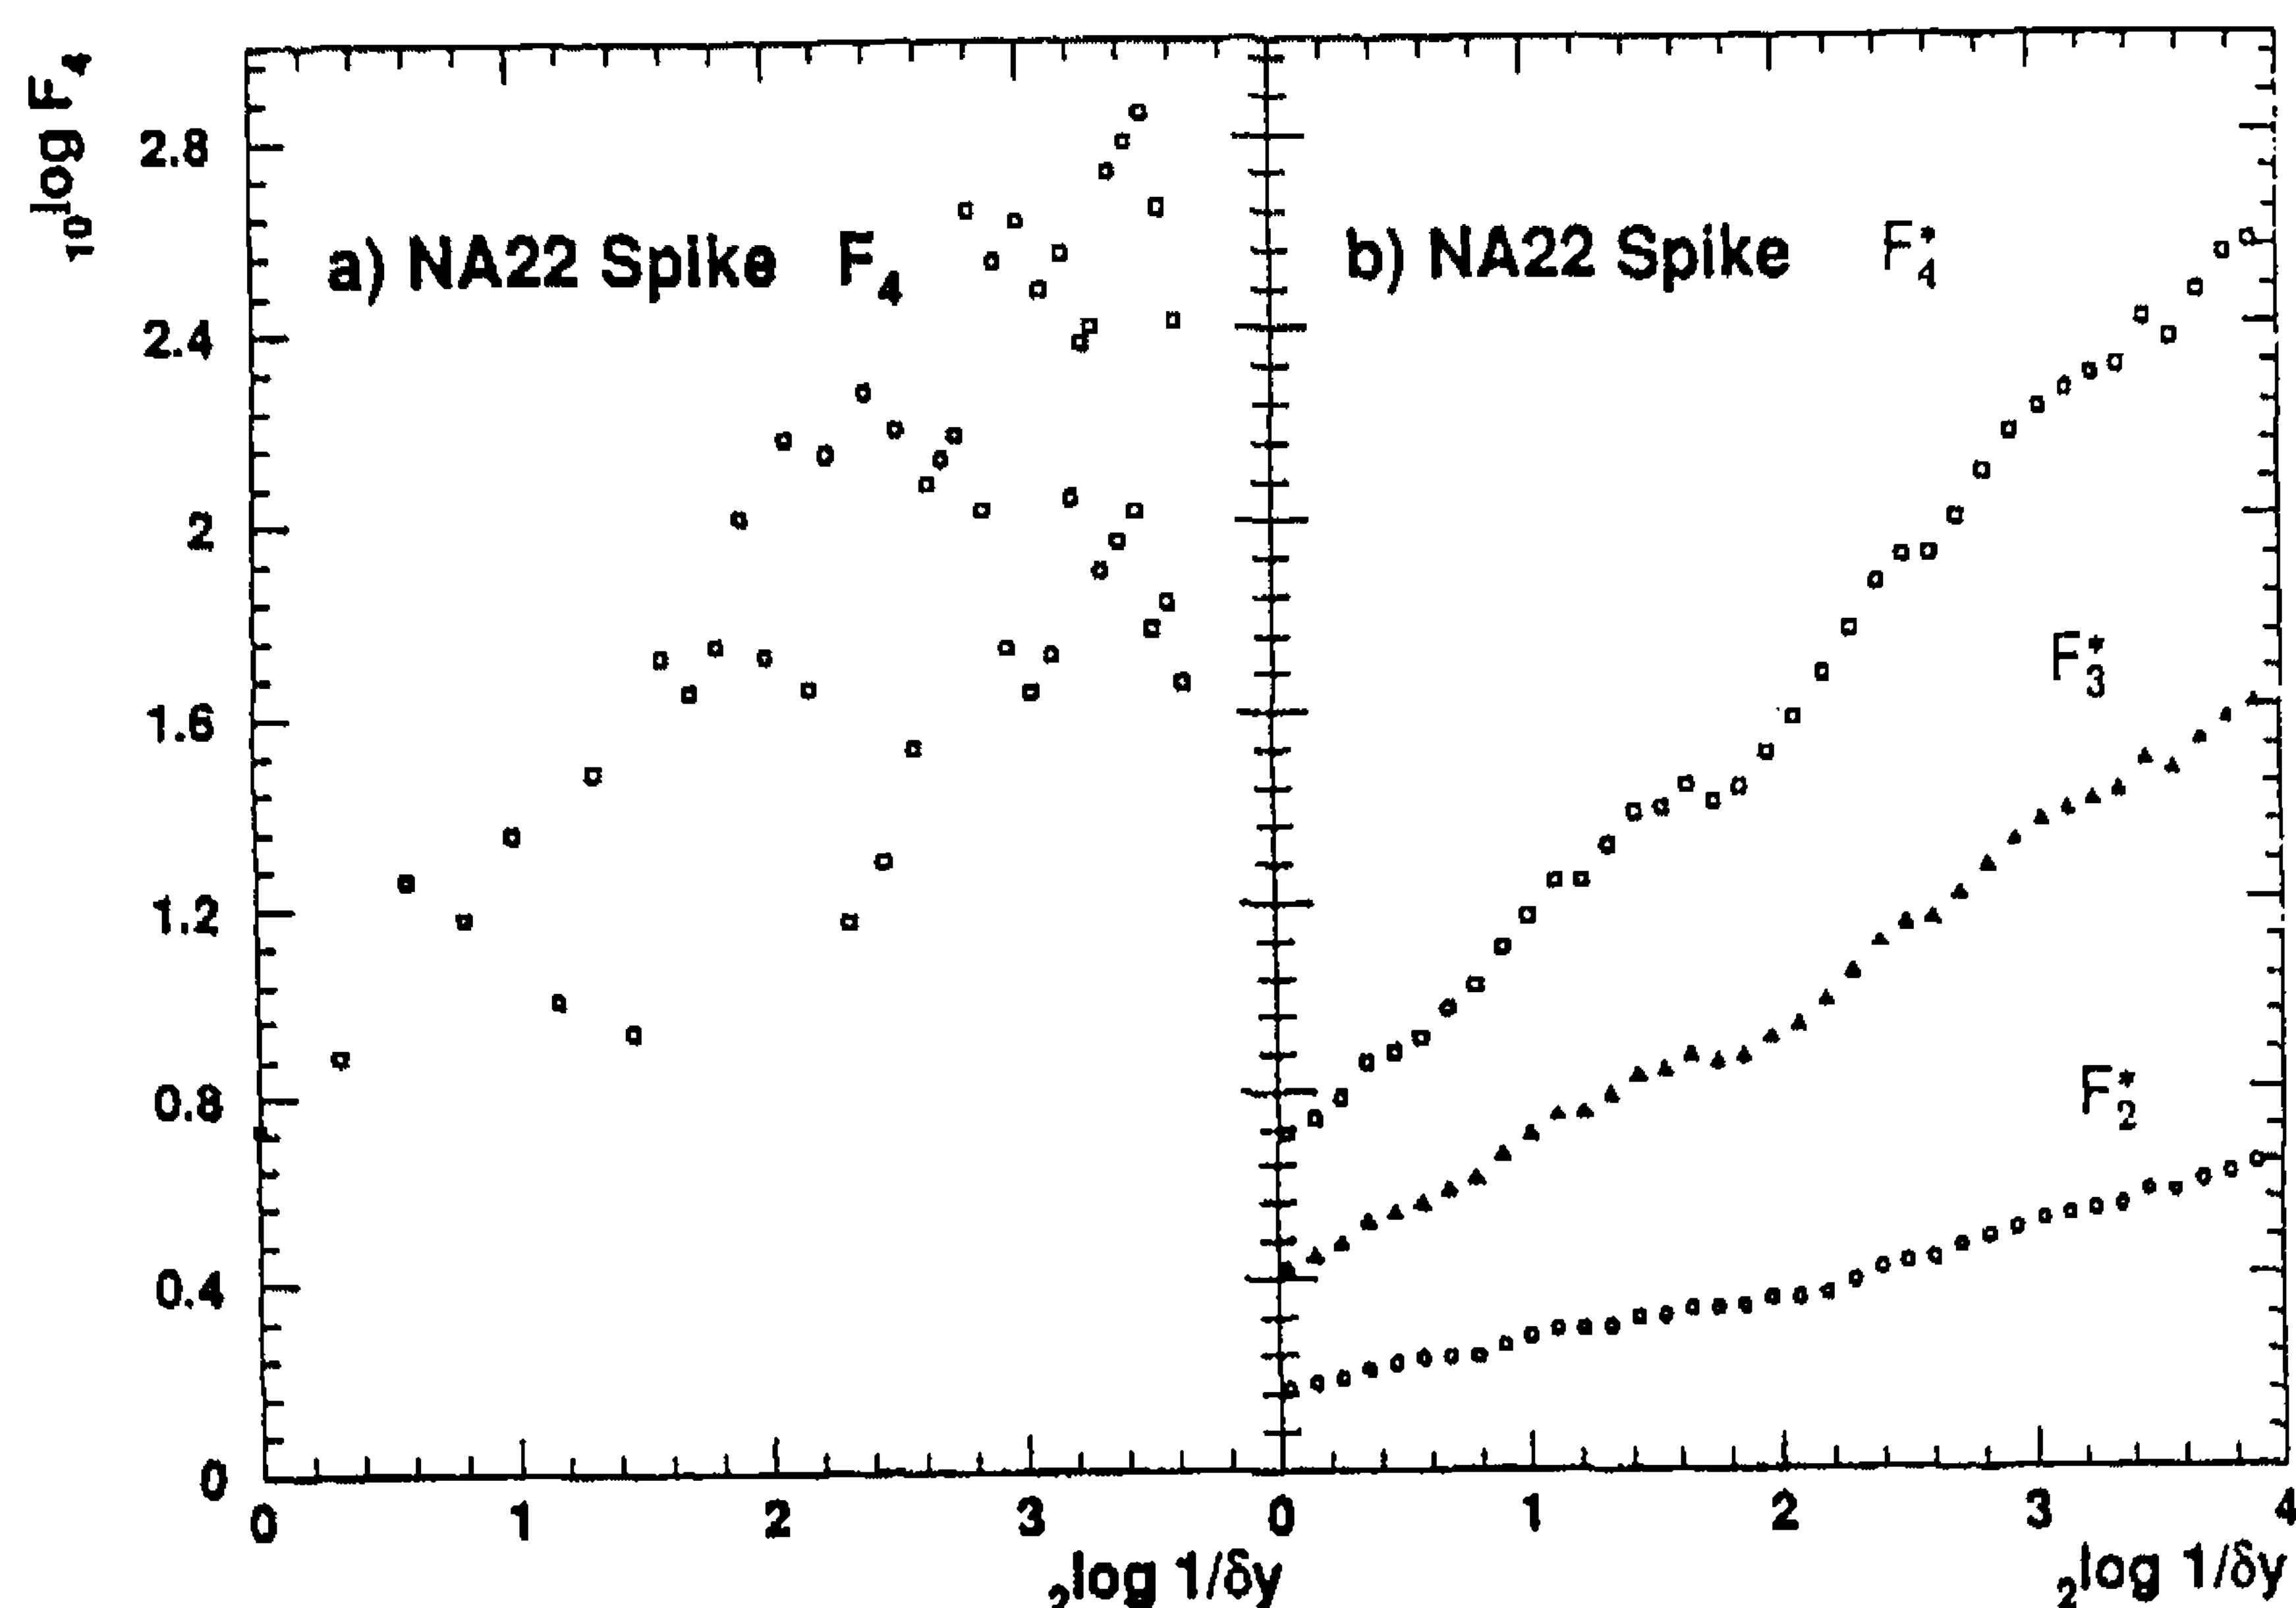 ₁₀log F₄
2.8
2.4
2
1.6
1.2
0.8
0.4
0
a) NA22 Spike F₄
b) NA22 Spike F₄*
F₃*
F₂*
0 1 2 3 0 1 2 3 4
₂log 1/δy
₂log 1/δy